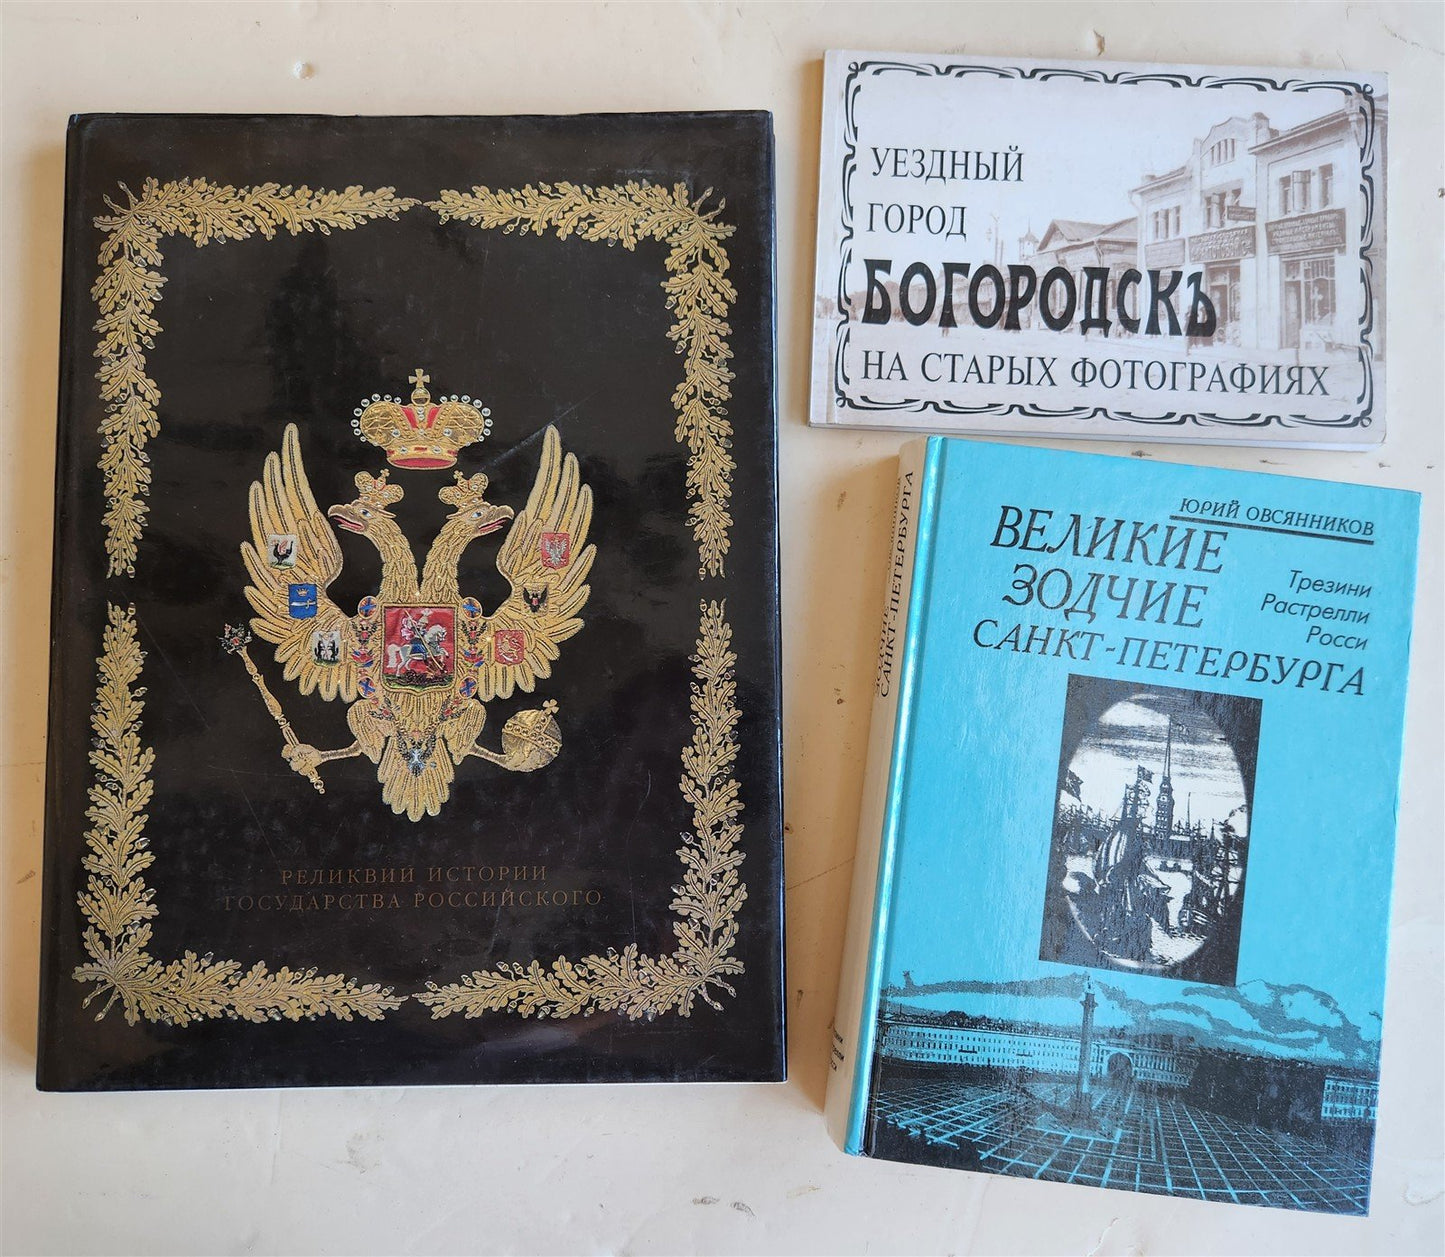 РЕЛИКВИИ ИСТОРИИ
ГОСУДАРСТВА РОССИЙСКОГО
УЕЗДНЫЙ
ГОРОД
БОГОРОДСКЪ
НА СТАРЫХ ФОТОГРАФИЯХ
ЮРИЙ ОВСЯННИКОВ
ВЕЛИКИЕ
ЗОДЧИЕ
САНКТ-ПЕТЕРБУРГА
Трезини
Растрелли
Росси
ЗОДЧИЕ
САНКТ-ПЕТЕРБУРГА